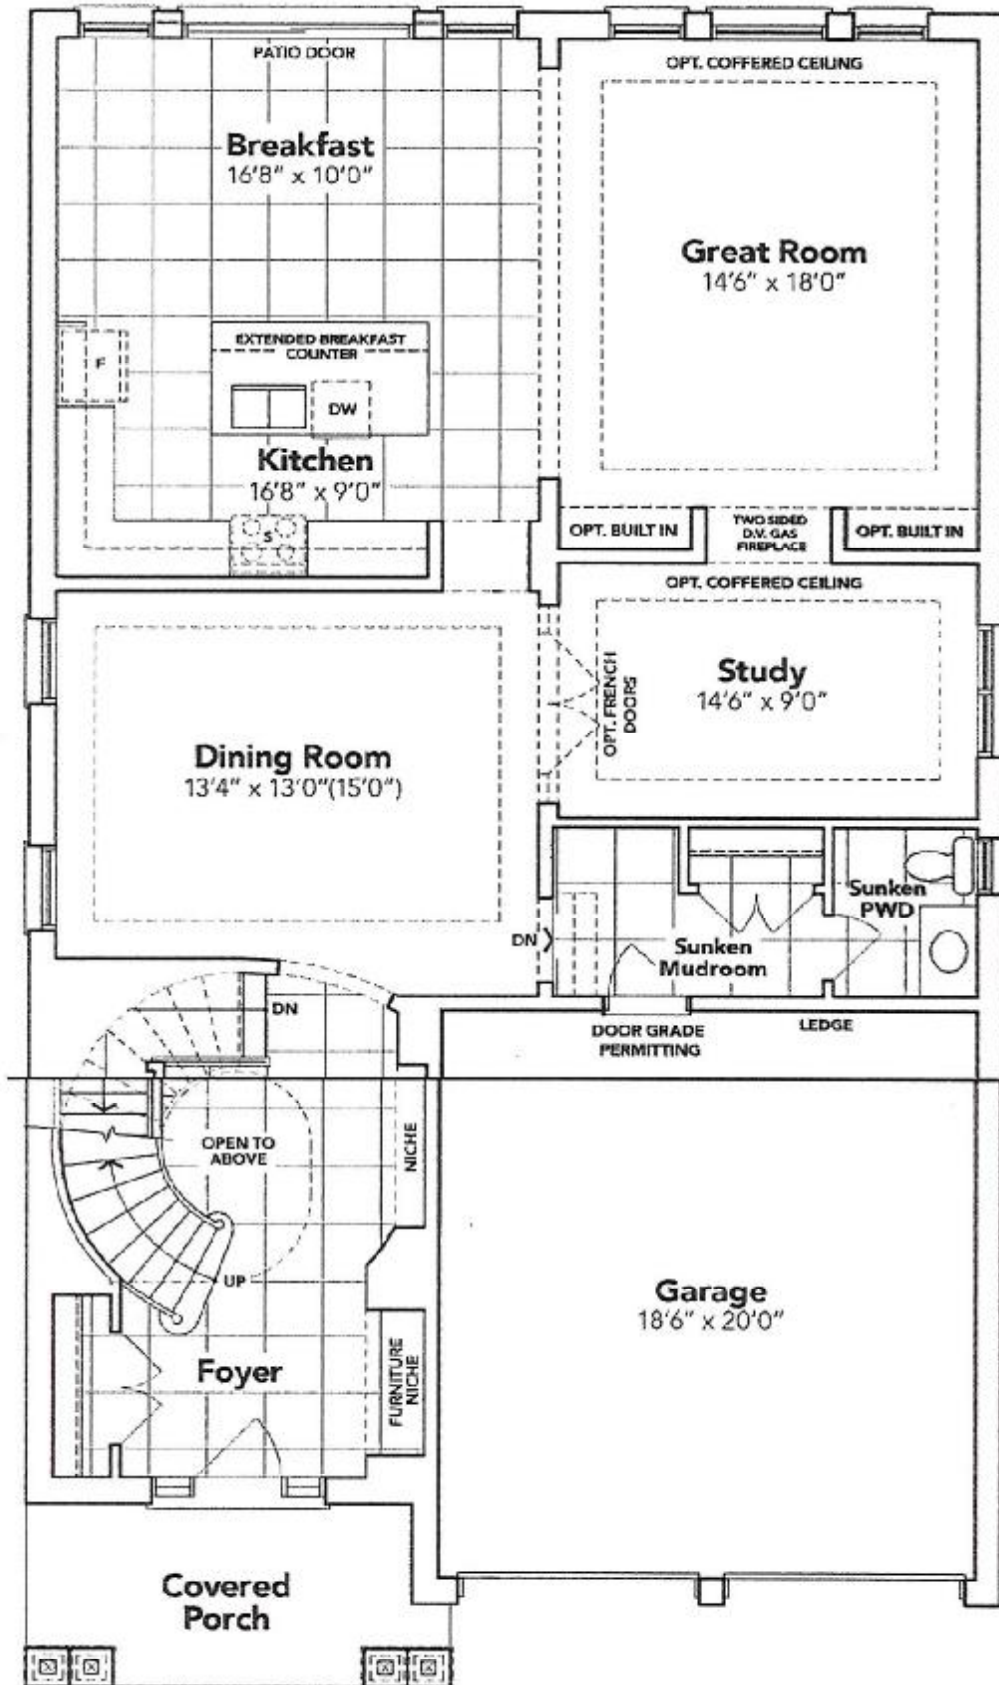 PATIO DOOR
Breakfast
16'8" x 10'0"
OPT. COFFERED CEILING
Great Room
14'6" x 18'0"
EXTENDED BREAKFAST
COUNTER
F
DW
Kitchen
16'8" x 9'0"
S
OPT. BUILT IN
TWO SIDED
D.V. GAS
FIREPLACE
OPT. BUILT IN
OPT. COFFERED CEILING
Study
14'6" x 9'0"
OPT. FRENCH
DOORS
Dining Room
13'4" x 13'0"(15'0")
Sunken
PWD
DN
Sunken
Mudroom
DN
DOOR GRADE
PERMITTING
LEDGE
OPEN TO
ABOVE
NICHE
UP
Garage
18'6" x 20'0"
Foyer
FURNITURE
NICHE
Covered
Porch